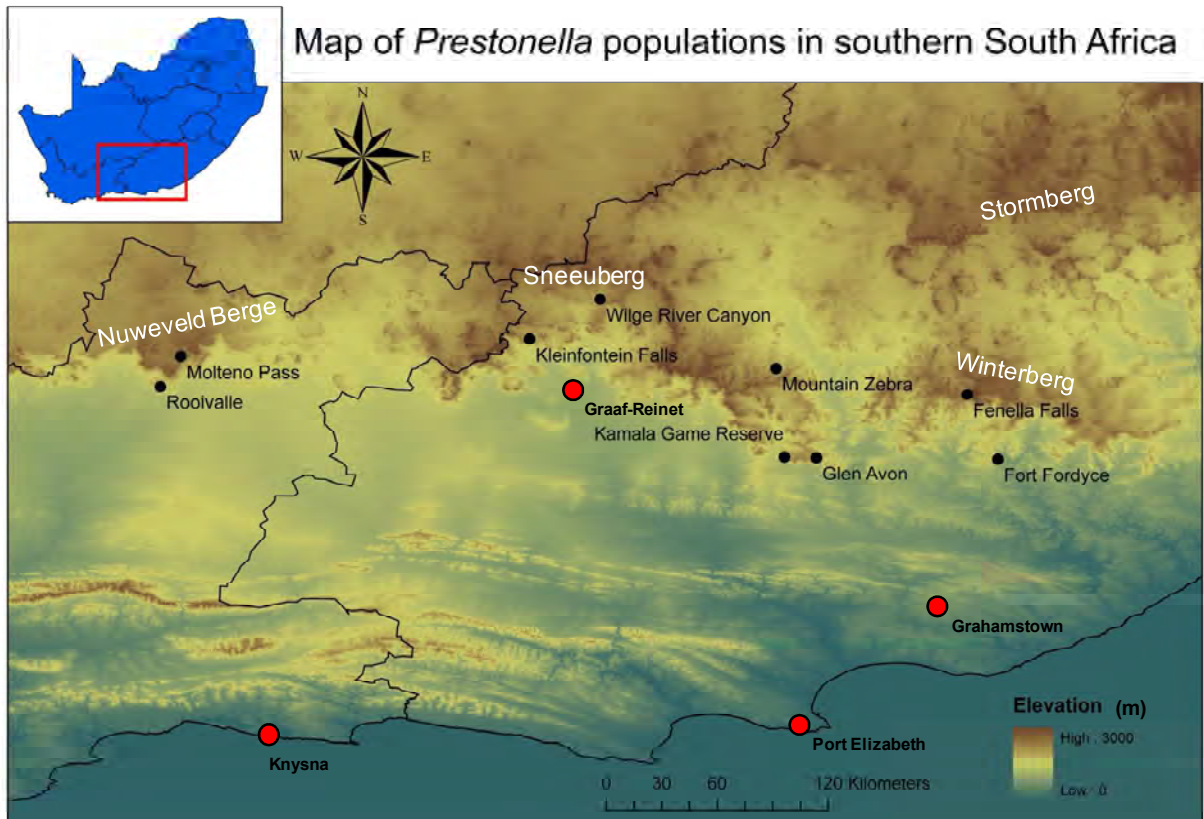 Map of Prestonella populations in southern South Africa
N
W E
S
Stormberg
Sneeuberg
Wilge River Canyon
Nuweveld Berge
Kleinfontein Falls
Molteno Pass
Mountain Zebra
Winterberg
Roolvalle
Graaf-Reinet
Fenella Falls
Kamala Game Reserve
Glen Avon
Fort Fordyce
Grahamstown
Elevation (m)
High : 3000
Low : 0
Port Elizabeth
Knysna
0 30 60 120 Kilometers